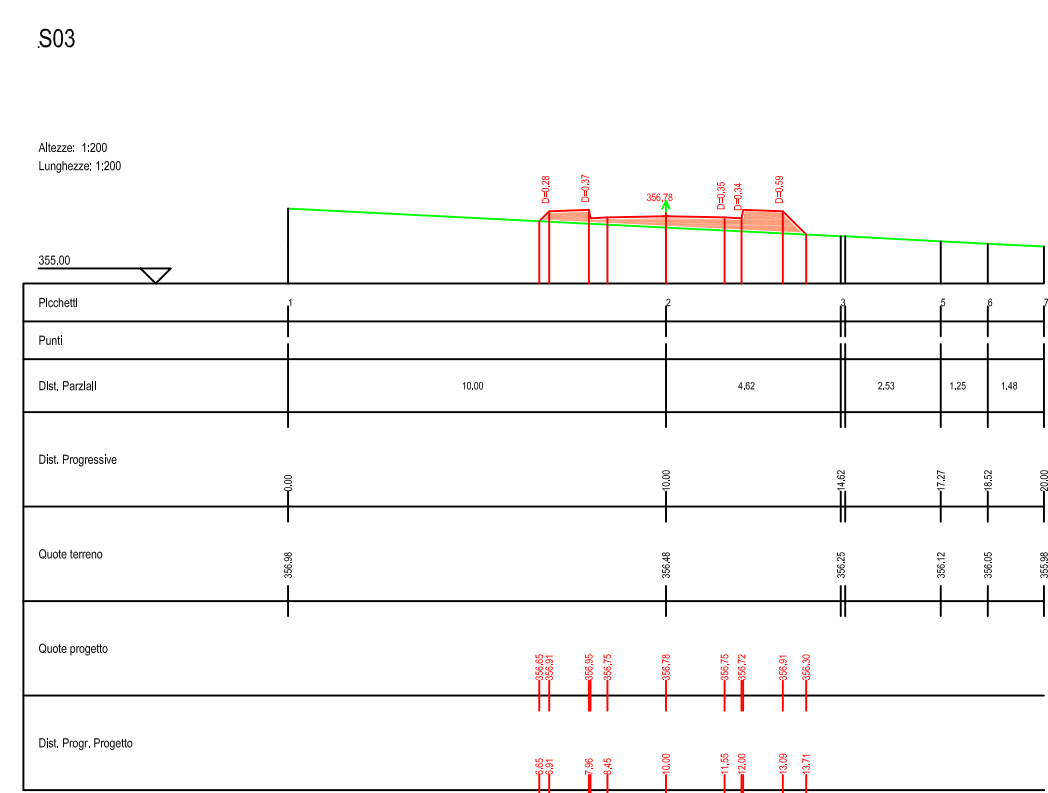 S03
Altezze: 1:200
Lunghezze: 1:200
D=0.28
D=0.37
356.78
D=0.35
D=0.34
D=0.59
355.00
Picchetti 1 2 3 5 6 7
Punti
Dist. Parziali 10.00 4.62 2.53 1.25 1.48
Dist. Progressive 0.00 10.00 14.62 17.27 18.52 20.00
Quote terreno 356.98 356.48 356.25 356.12 356.05 355.98
Quote progetto 356.65 356.91 356.95 356.75 356.78 356.75 356.72 356.91 356.30
Dist. Progr. Progetto 6.65 6.91 7.96 8.45 10.00 11.55 12.00 13.09 13.71